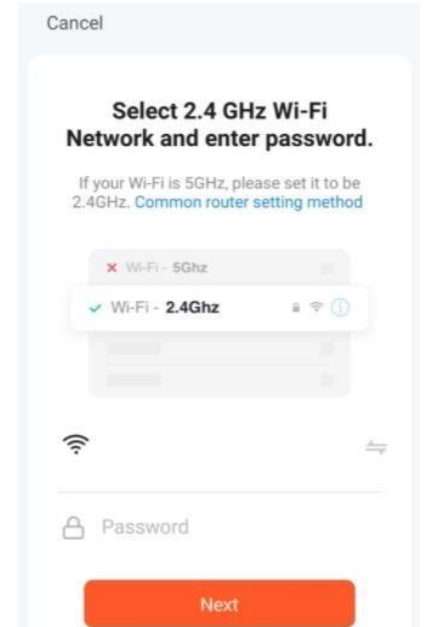 Cancel
Select 2.4 GHz Wi-Fi
Network and enter password.
If your Wi-Fi is 5GHz, please set it to be
2.4GHz. Common router setting method
Wi-Fi - 5Ghz
Wi-Fi - 2.4Ghz
Password
Next